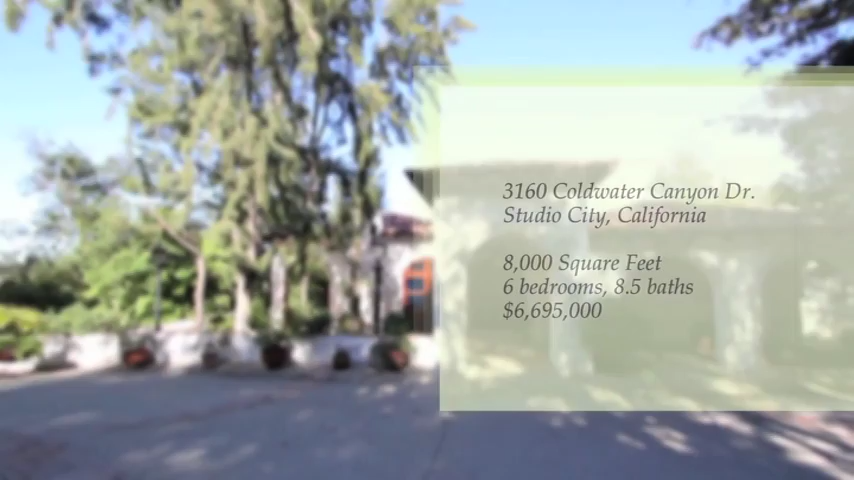 3160 Coldwater Canyon Dr.
Studio City, California
8,000 Square Feet
6 bedrooms, 8.5 baths
$6,695,000